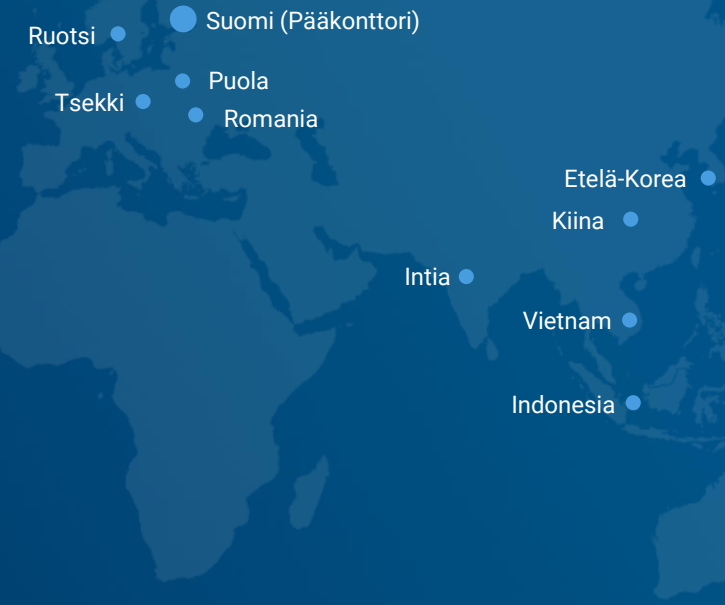 Suomi (Pääkonttori)
Ruotsi
Puola
Tsekki
Romania
Etelä-Korea
Kiina
Intia
Vietnam
Indonesia